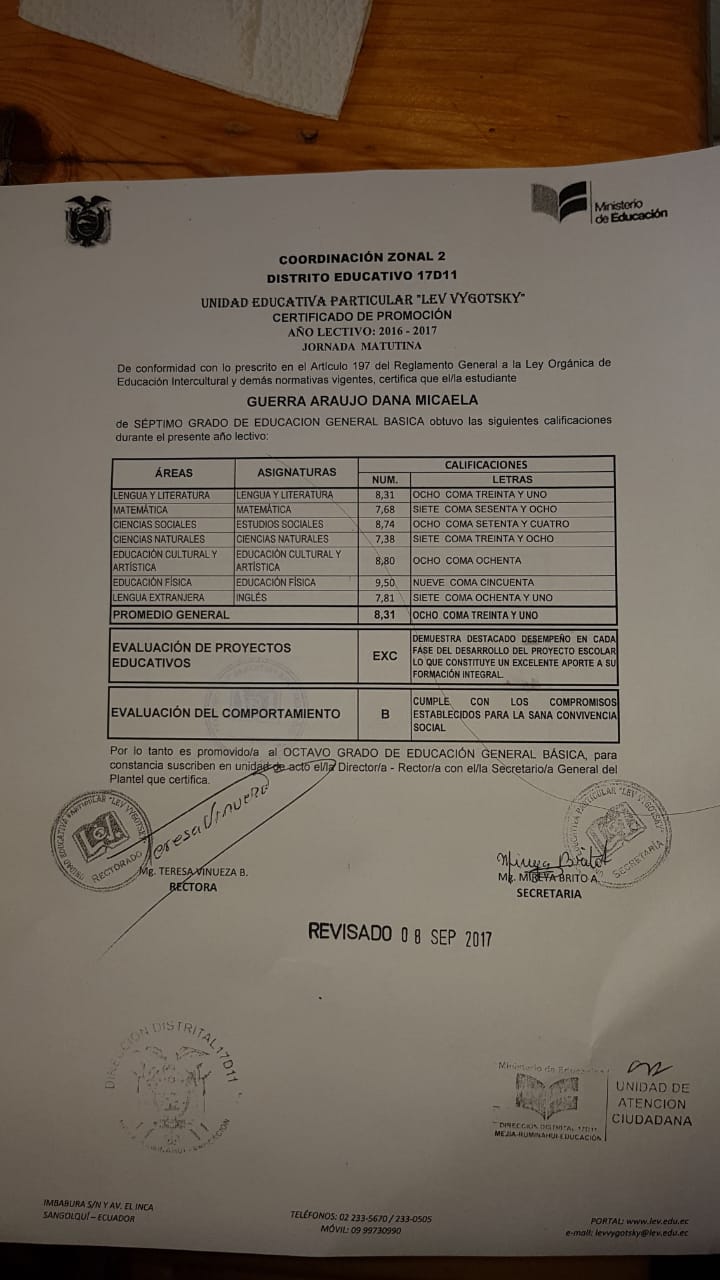 Ministerio
de Educación
COORDINACIÓN ZONAL 2
DISTRITO EDUCATIVO 17D11
UNIDAD EDUCATIVA PARTICULAR "LEV VYGOTSKY"
CERTIFICADO DE PROMOCIÓN
AÑO LECTIVO: 2016 - 2017
JORNADA MATUTINA
De conformidad con lo prescrito en el Artículo 197 del Reglamento General a la Ley Orgánica de
Educación Intercultural y demás normativas vigentes, certifica que el/la estudiante
GUERRA ARAUJO DANA MICAELA
de SÉPTIMO GRADO DE EDUCACION GENERAL BASICA obtuvo las siguientes calificaciones
durante el presente año lectivo:
ÁREAS ASIGNATURAS CALIFICACIONES
NUM. LETRAS
LENGUA Y LITERATURA LENGUA Y LITERATURA 8,31 OCHO COMA TREINTA Y UNO
MATEMÁTICA MATEMÁTICA 7,68 SIETE COMA SESENTA Y OCHO
CIENCIAS SOCIALES ESTUDIOS SOCIALES 8,74 OCHO COMA SETENTA Y CUATRO
CIENCIAS NATURALES CIENCIAS NATURALES 7,38 SIETE COMA TREINTA Y OCHO
EDUCACIÓN CULTURAL Y EDUCACIÓN CULTURAL Y
ARTÍSTICA ARTÍSTICA 8,80 OCHO COMA OCHENTA
EDUCACIÓN FÍSICA EDUCACIÓN FÍSICA 9,50 NUEVE COMA CINCUENTA
LENGUA EXTRANJERA INGLÉS 7,81 SIETE COMA OCHENTA Y UNO
PROMEDIO GENERAL 8,31 OCHO COMA TREINTA Y UNO
EVALUACIÓN DE PROYECTOS
EDUCATIVOS
EXC
DEMUESTRA DESTACADO DESEMPEÑO EN CADA
FASE DEL DESARROLLO DEL PROYECTO ESCOLAR
LO QUE CONSTITUYE UN EXCELENTE APORTE A SU
FORMACIÓN INTEGRAL.
EVALUACIÓN DEL COMPORTAMIENTO
B
CUMPLE CON LOS COMPROMISOS
ESTABLECIDOS PARA LA SANA CONVIVENCIA
SOCIAL
Por lo tanto es promovido/a al OCTAVO GRADO DE EDUCACIÓN GENERAL BÁSICA, para
constancia suscriben en unidad de acto el/la Director/a - Rector/a con el/la Secretario/a General del
Plantel que certifica.
UNIDAD EDUCATIVA PARTICULAR "LEV VYGOTSKY"
RECTORADO
Teresa Vinueza
Mg. TERESA VINUEZA B.
RECTORA
PARTICULAR "LEV VYGOTSKY"
SECRETARÍA
Mireya Brito A
Mg. MIREYA BRITO A.
SECRETARIA
REVISADO 08 SEP 2017
DIRECCIÓN DISTRITAL 17D11
Ministerio de Educación
DIRECCION DISTRITAL 17D11
MEJIA-RUMIÑAHUI-EDUCACIÓN
UNIDAD DE
ATENCION
CIUDADANA
IMBABURA S/N Y AV. EL INCA
SANGOLQUÍ – ECUADOR
TELÉFONOS: 02 233-5670 / 233-0505
MÓVIL: 09 99730990
PORTAL: www.lev.edu.ec
e-mail: levvygotsky@lev.edu.ec